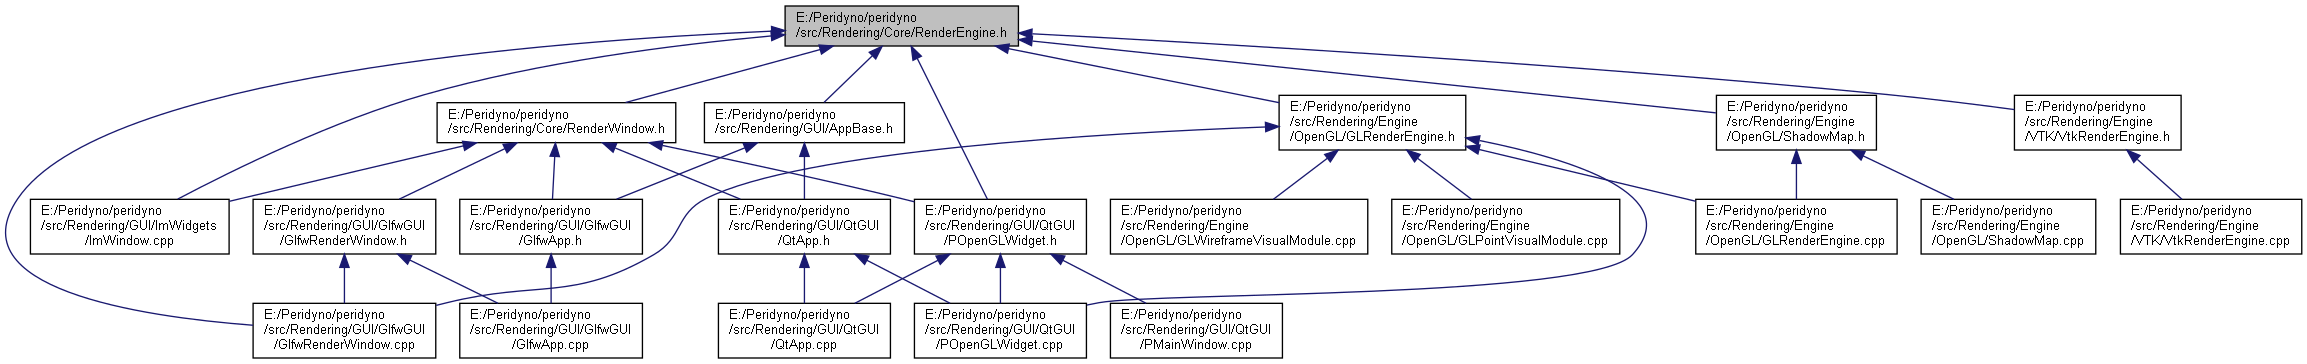 E:/Peridyno/peridyno
/src/Rendering/Core/RenderEngine.h
E:/Peridyno/peridyno
/src/Rendering/Core/RenderWindow.h
E:/Peridyno/peridyno
/src/Rendering/GUI/AppBase.h
E:/Peridyno/peridyno
/src/Rendering/Engine
/OpenGL/GLRenderEngine.h
E:/Peridyno/peridyno
/src/Rendering/Engine
/OpenGL/ShadowMap.h
E:/Peridyno/peridyno
/src/Rendering/Engine
/VTK/VtkRenderEngine.h
E:/Peridyno/peridyno
/src/Rendering/GUI/ImWidgets
/ImWindow.cpp
E:/Peridyno/peridyno
/src/Rendering/GUI/GlfwGUI
/GlfwRenderWindow.h
E:/Peridyno/peridyno
/src/Rendering/GUI/GlfwGUI
/GlfwApp.h
E:/Peridyno/peridyno
/src/Rendering/GUI/QtGUI
/QtApp.h
E:/Peridyno/peridyno
/src/Rendering/GUI/QtGUI
/POpenGLWidget.h
E:/Peridyno/peridyno
/src/Rendering/Engine
/OpenGL/GLWireframeVisualModule.cpp
E:/Peridyno/peridyno
/src/Rendering/Engine
/OpenGL/GLPointVisualModule.cpp
E:/Peridyno/peridyno
/src/Rendering/Engine
/OpenGL/GLRenderEngine.cpp
E:/Peridyno/peridyno
/src/Rendering/Engine
/OpenGL/ShadowMap.cpp
E:/Peridyno/peridyno
/src/Rendering/Engine
/VTK/VtkRenderEngine.cpp
E:/Peridyno/peridyno
/src/Rendering/GUI/GlfwGUI
/GlfwRenderWindow.cpp
E:/Peridyno/peridyno
/src/Rendering/GUI/GlfwGUI
/GlfwApp.cpp
E:/Peridyno/peridyno
/src/Rendering/GUI/QtGUI
/QtApp.cpp
E:/Peridyno/peridyno
/src/Rendering/GUI/QtGUI
/POpenGLWidget.cpp
E:/Peridyno/peridyno
/src/Rendering/GUI/QtGUI
/PMainWindow.cpp